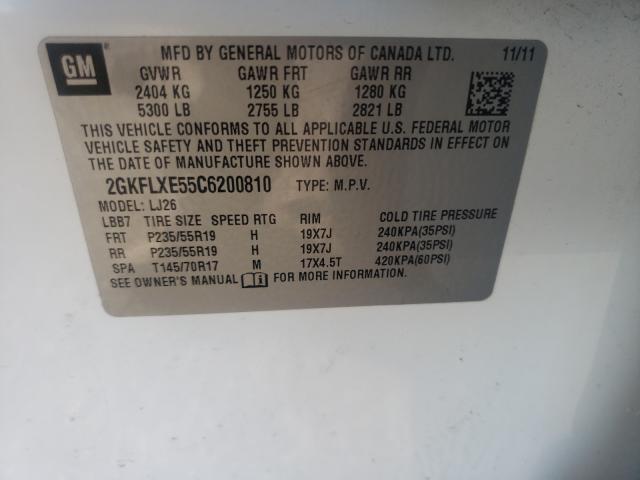 GM
MFD BY GENERAL MOTORS OF CANADA LTD. 11/11
GVWR GAWR FRT GAWR RR
2404 KG 1250 KG 1280 KG
5300 LB 2755 LB 2821 LB
THIS VEHICLE CONFORMS TO ALL APPLICABLE U.S. FEDERAL MOTOR
VEHICLE SAFETY AND THEFT PREVENTION STANDARDS IN EFFECT ON
THE DATE OF MANUFACTURE SHOWN ABOVE.
2GKFLXE55C6200810 TYPE: M.P.V.
MODEL: LJ26
LBB7 TIRE SIZE SPEED RTG RIM COLD TIRE PRESSURE
FRT P235/55R19 H 19X7J 240KPA(35PSI)
RR P235/55R19 H 19X7J 240KPA(35PSI)
SPA T145/70R17 M 17X4.5T 420KPA(60PSI)
SEE OWNER'S MANUAL i FOR MORE INFORMATION.